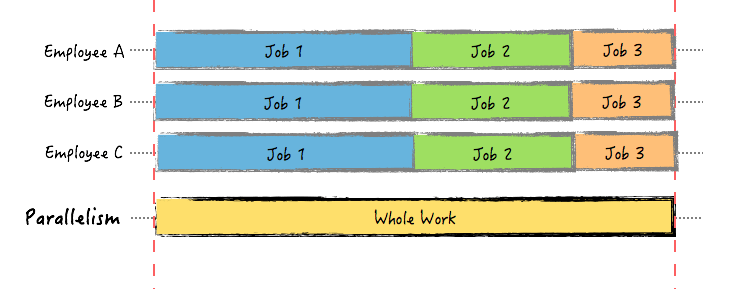 Employee A Job 1 Job 2 Job 3
Employee B Job 1 Job 2 Job 3
Employee C Job 1 Job 2 Job 3
Parallelism Whole Work